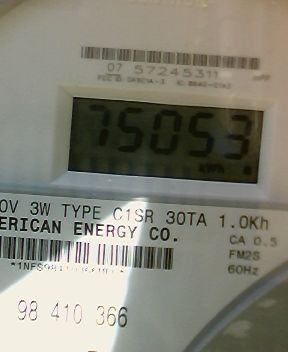 07 57245311
75053
kWh
0V 3W TYPE C1SR 30TA 1.0Kh
ERICAN ENERGY CO. CA 0.5
FM2S
60Hz
98 410 366